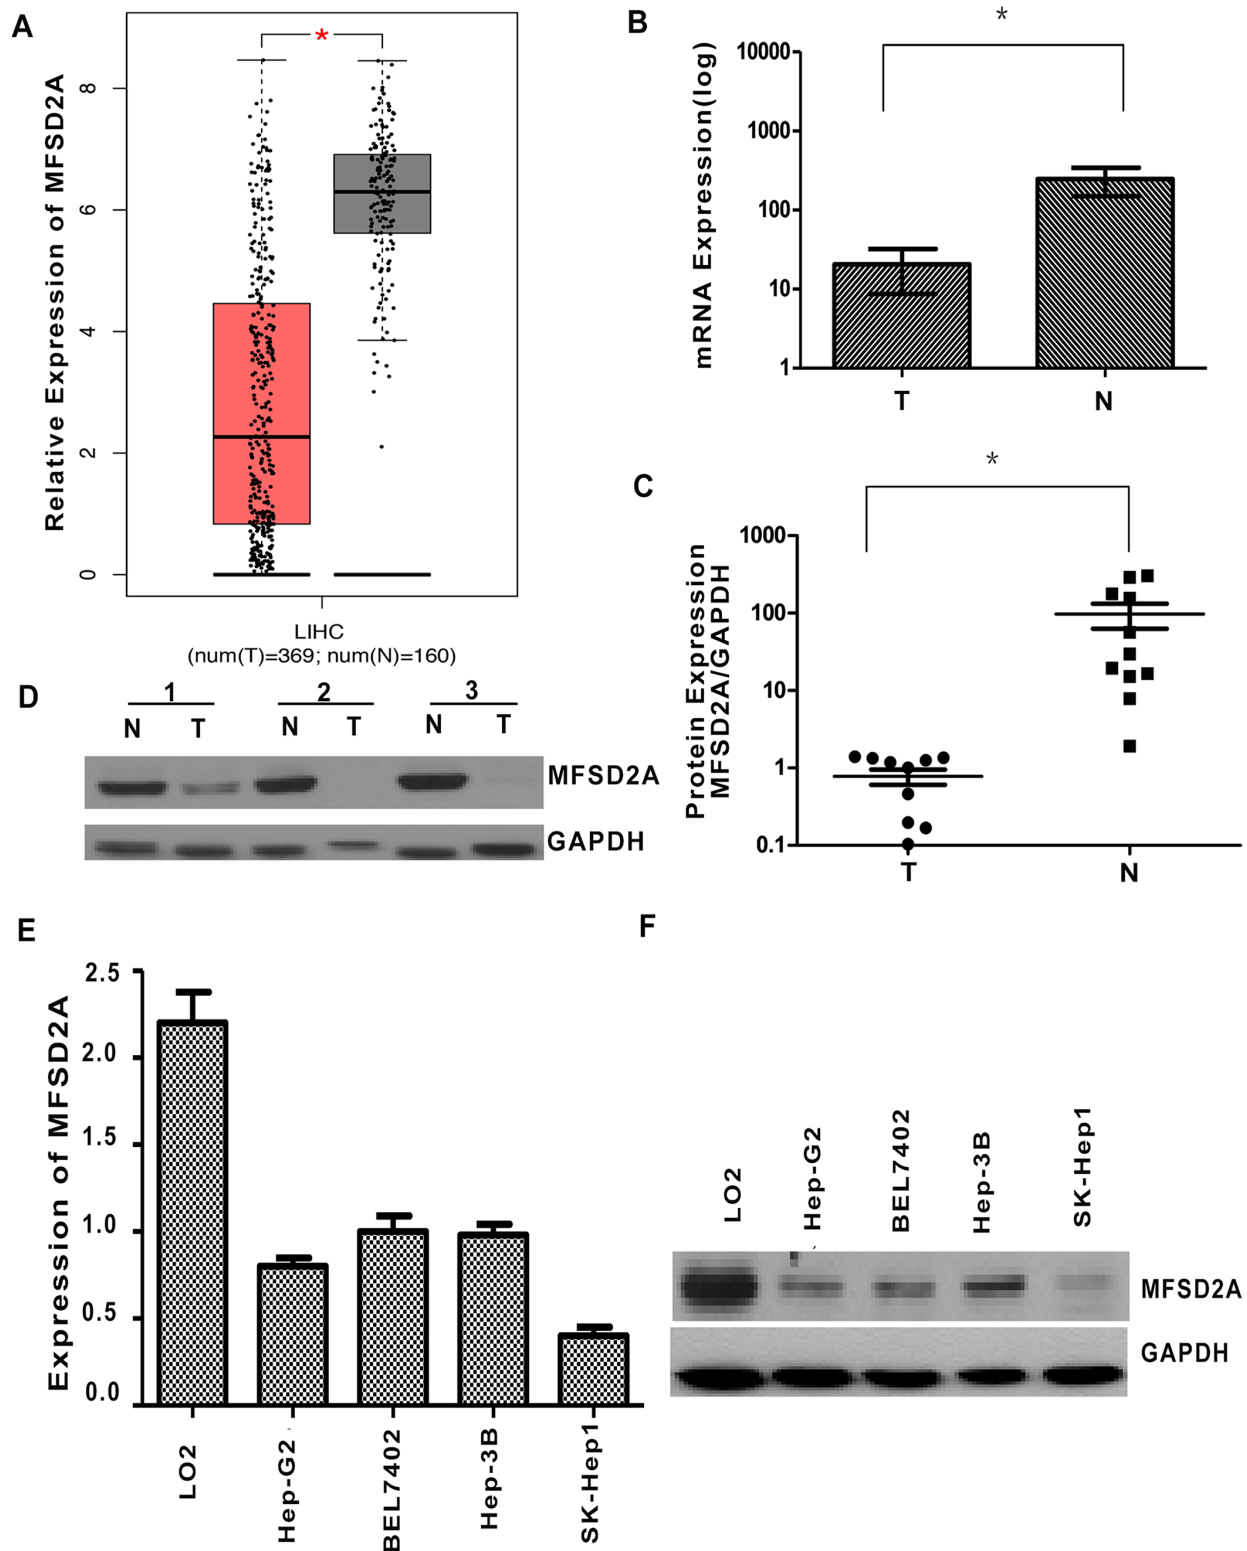 A
Relative Expression of MFSD2A
8
6
4
2
0
*
LIHC
(num(T)=369; num(N)=160)
B
mRNA Expression(log)
10000
1000
100
10
1
*
T N
C
Protein Expression
MFSD2A/GAPDH
1000
100
10
1
0.1
*
T N
D
1 2 3
N T N T N T
MFSD2A
GAPDH
E
Expression of MFSD2A
2.5
2.0
1.5
1.0
0.5
0.0
LO2 Hep-G2 BEL7402 Hep-3B SK-Hep1
F
LO2 Hep-G2 BEL7402 Hep-3B SK-Hep1
MFSD2A
GAPDH